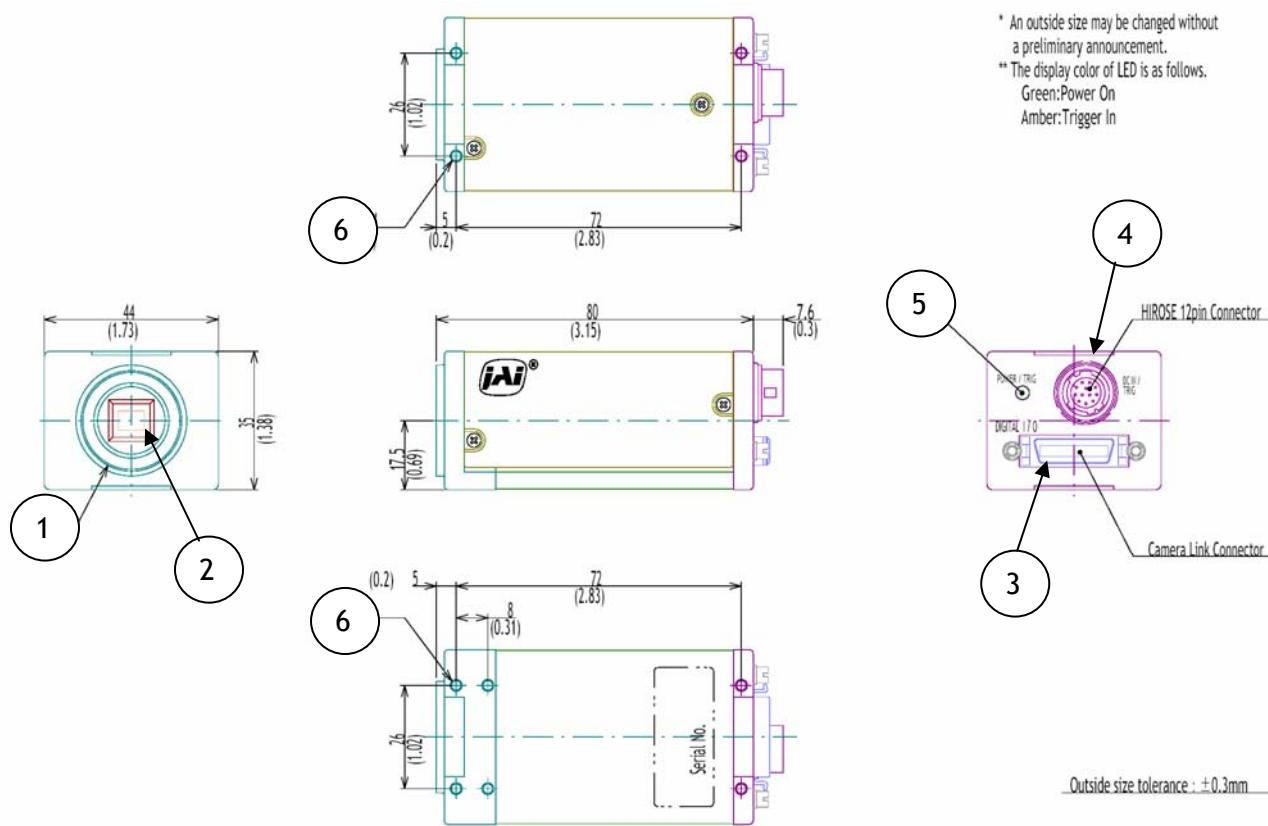 * An outside size may be changed without
a preliminary announcement.
** The display color of LED is as follows.
Green:Power On
Amber:Trigger In
26
(1.02)
6
5
(0.2)
72
(2.83)
4
5
44
(1.73)
80
(3.15)
7.6
(0.3)
HIROSE 12pin Connector
JAi®
POWER / TRIG
DC IN /
TRIG
35
(1.38)
17.5
(0.69)
DIGITAL I / O
1
2
3
Camera Link Connector
(0.2) 5
72
(2.83)
6
8
(0.31)
26
(1.02)
Serial No.
Outside size tolerance : ±0.3mm